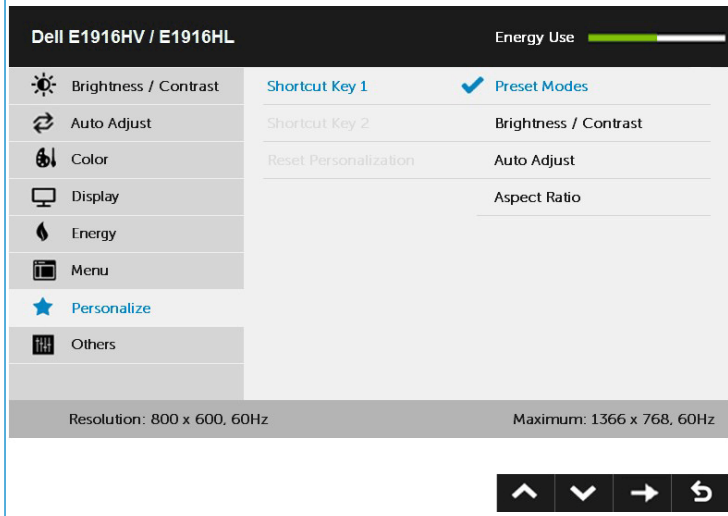 Dell E1916HV / E1916HL
Energy Use
Brightness / Contrast
Shortcut Key 1
Preset Modes
Auto Adjust
Shortcut Key 2
Brightness / Contrast
Color
Reset Personalization
Auto Adjust
Display
Aspect Ratio
Energy
Menu
Personalize
Others
Resolution: 800 x 600, 60Hz
Maximum: 1366 x 768, 60Hz